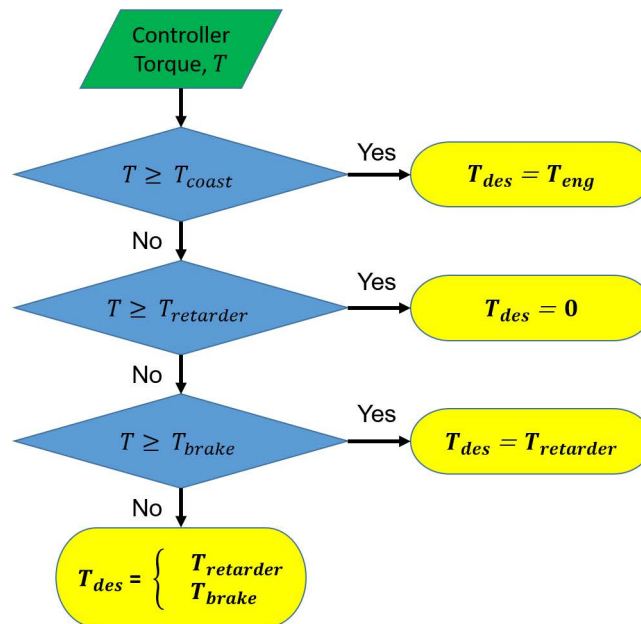 Controller
Torque, T
T ≥ T_coast
Yes
T_des = T_eng
No
T ≥ T_retarder
Yes
T_des = 0
No
T ≥ T_brake
Yes
T_des = T_retarder
No
T_des = { T_retarder
T_brake